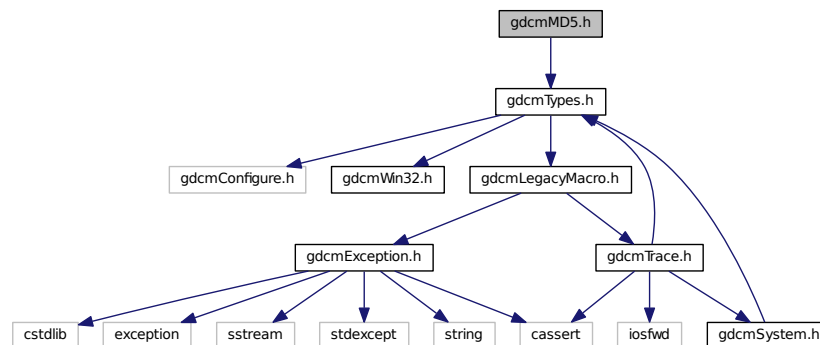 gdcmMD5.h
gdcmTypes.h
gdcmConfigure.h
gdcmWin32.h
gdcmLegacyMacro.h
gdcmException.h
gdcmTrace.h
cstdlib
exception
sstream
stdexcept
string
cassert
iosfwd
gdcmSystem.h